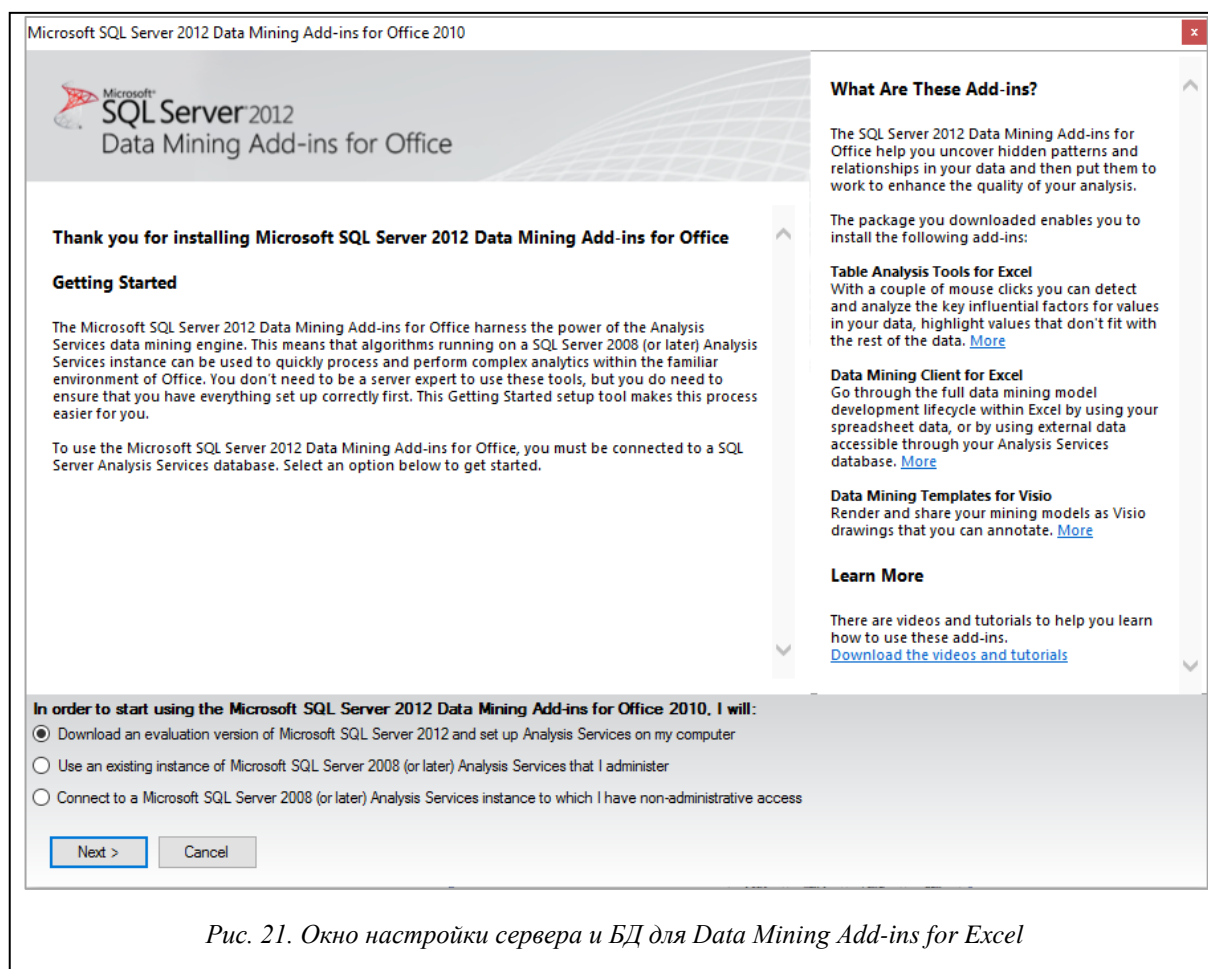 Microsoft SQL Server 2012 Data Mining Add-ins for Office 2010
x
Microsoft®
SQL Server® 2012
Data Mining Add-ins for Office
Thank you for installing Microsoft SQL Server 2012 Data Mining Add-ins for Office
Getting Started
The Microsoft SQL Server 2012 Data Mining Add-ins for Office harness the power of the Analysis
Services data mining engine. This means that algorithms running on a SQL Server 2008 (or later) Analysis
Services instance can be used to quickly process and perform complex analytics within the familiar
environment of Office. You don't need to be a server expert to use these tools, but you do need to
ensure that you have everything set up correctly first. This Getting Started setup tool makes this process
easier for you.
To use the Microsoft SQL Server 2012 Data Mining Add-ins for Office, you must be connected to a SQL
Server Analysis Services database. Select an option below to get started.
What Are These Add-ins?
The SQL Server 2012 Data Mining Add-ins for
Office help you uncover hidden patterns and
relationships in your data and then put them to
work to enhance the quality of your analysis.
The package you downloaded enables you to
install the following add-ins:
Table Analysis Tools for Excel
With a couple of mouse clicks you can detect
and analyze the key influential factors for values
in your data, highlight values that don't fit with
the rest of the data. More
Data Mining Client for Excel
Go through the full data mining model
development lifecycle within Excel by using your
spreadsheet data, or by using external data
accessible through your Analysis Services
database. More
Data Mining Templates for Visio
Render and share your mining models as Visio
drawings that you can annotate. More
Learn More
There are videos and tutorials to help you learn
how to use these add-ins.
Download the videos and tutorials
In order to start using the Microsoft SQL Server 2012 Data Mining Add-ins for Office 2010, I will:
Download an evaluation version of Microsoft SQL Server 2012 and set up Analysis Services on my computer
Use an existing instance of Microsoft SQL Server 2008 (or later) Analysis Services that I administer
Connect to a Microsoft SQL Server 2008 (or later) Analysis Services instance to which I have non-administrative access
Next >
Cancel
Рис. 21. Окно настройки сервера и БД для Data Mining Add-ins for Excel